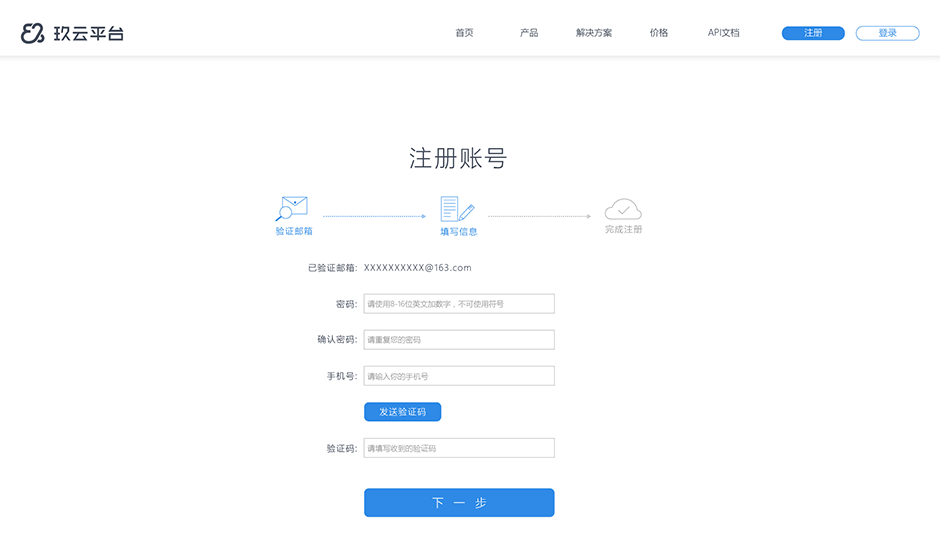 玖云平台
首页 产品 解决方案 价格 API文档 注册 登录
注册账号
验证邮箱 填写信息 完成注册
已验证邮箱: XXXXXXXXXX@163.com
密码: 请使用8-16位英文加数字，不可使用符号
确认密码: 请重复您的密码
手机号: 请输入你的手机号
发送验证码
验证码: 请填写收到的验证码
下一步